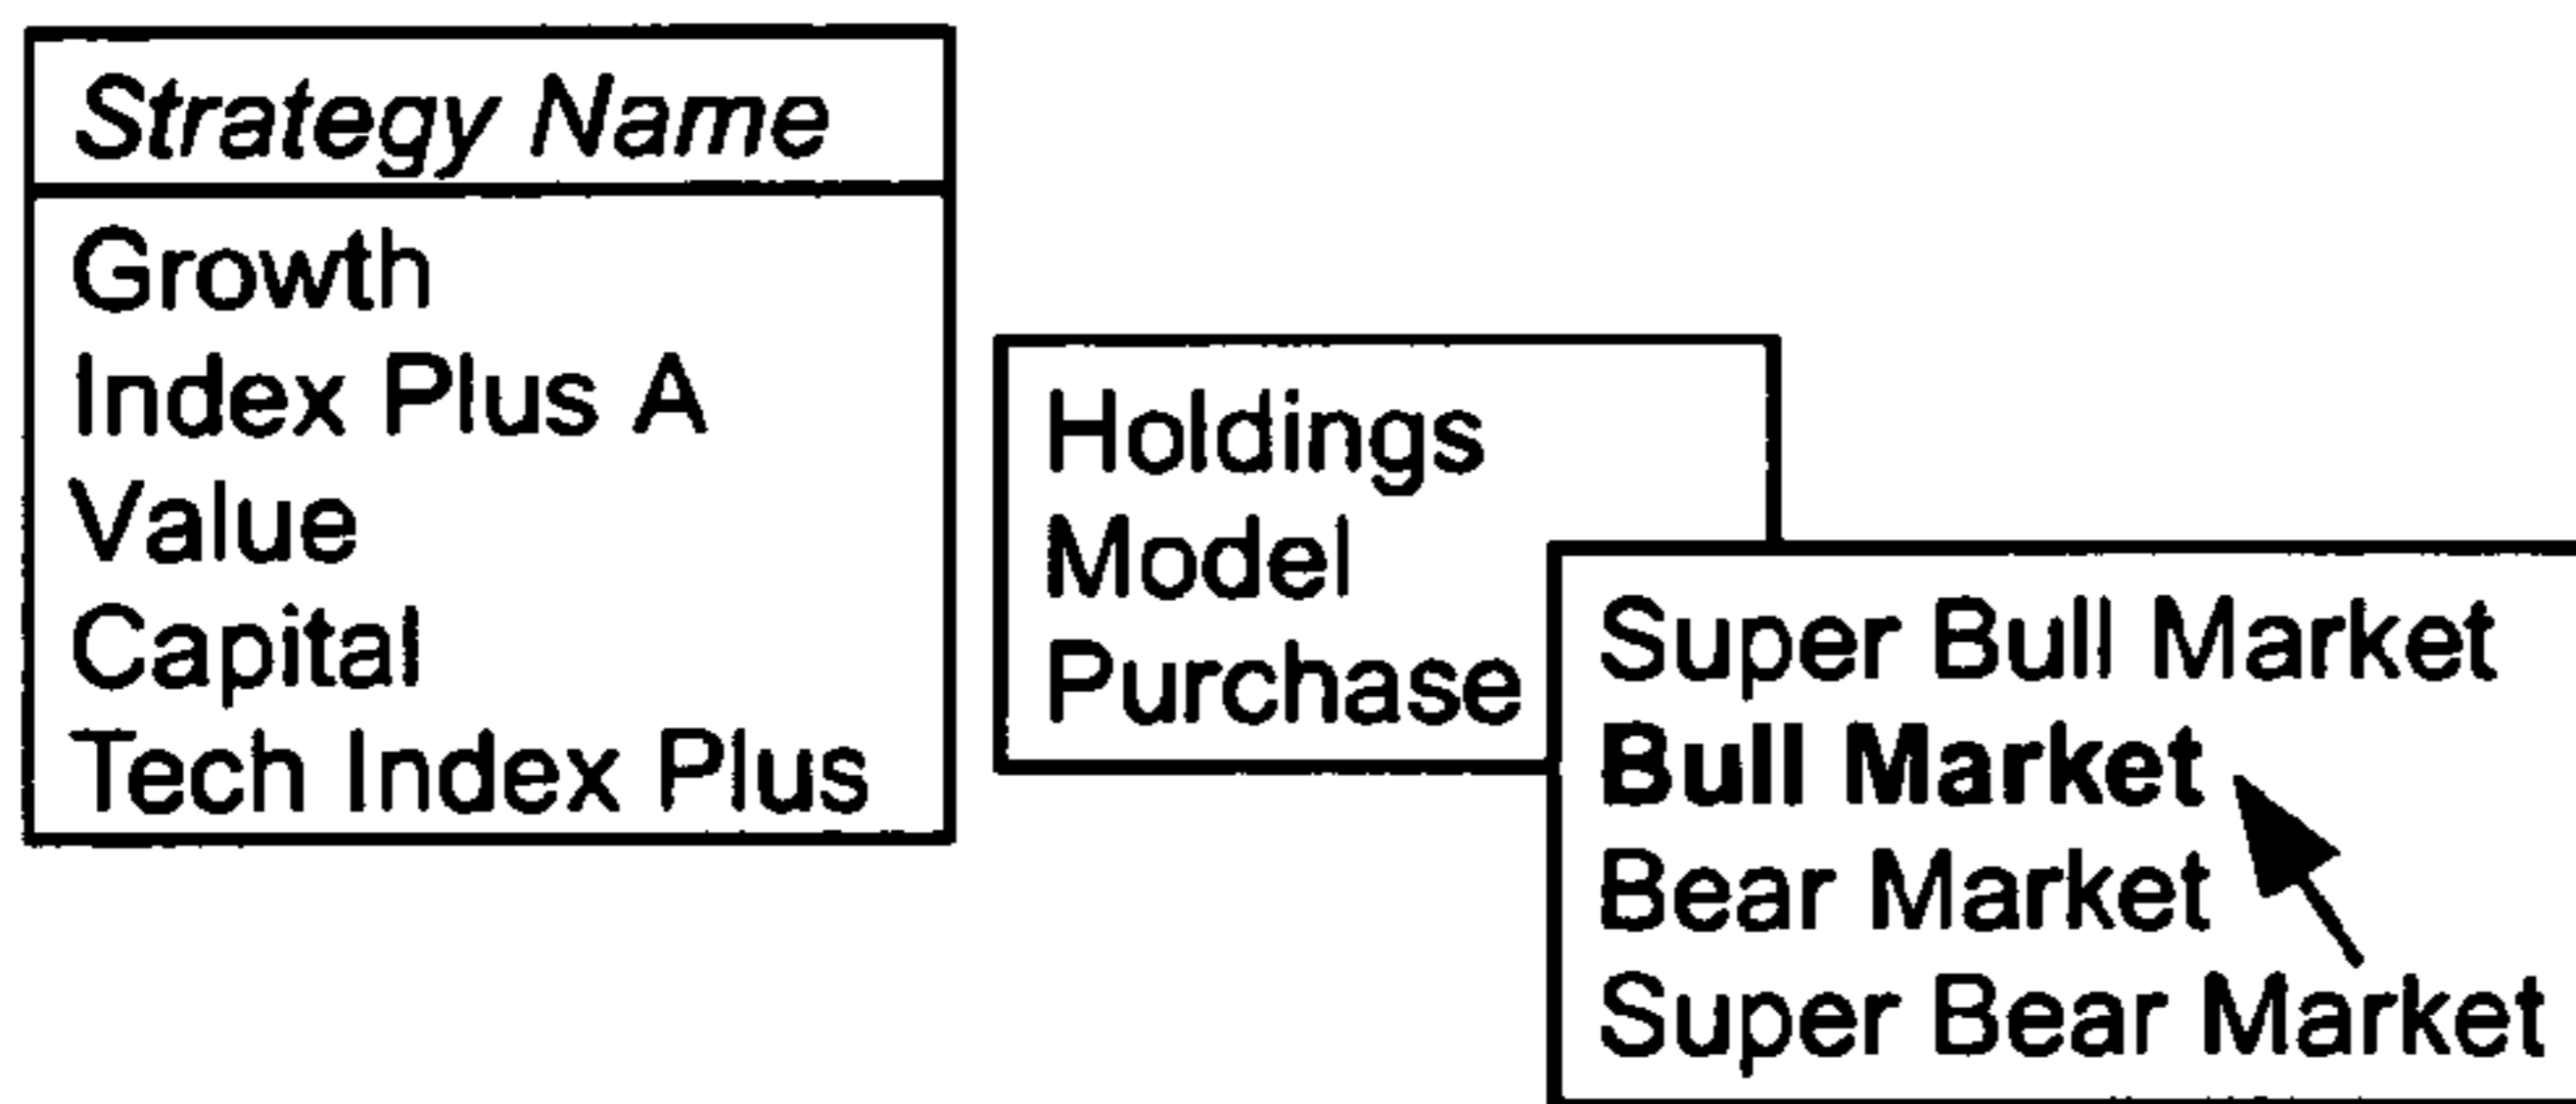 Strategy Name
Growth
Index Plus A
Value
Capital
Tech Index Plus
Holdings
Model
Purchase
Super Bull Market
Bull Market
Bear Market
Super Bear Market